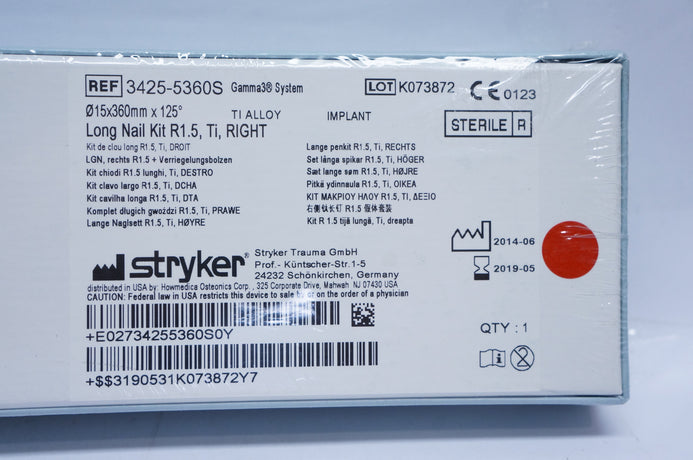 REF 3425-5360S Gamma3® System LOT K073872 CE 0123
Ø15x360mm x 125° TI ALLOY IMPLANT
Long Nail Kit R1.5, Ti, RIGHT STERILE R
Kit de clou long R1.5, Ti, DROIT
LGN, rechts R1.5 + Verriegelungsbolzen
Kit chiodi R1.5 lunghi, Ti, DESTRO
Kit clavo largo R1.5, Ti, DCHA
Kit cavilha longa R1.5, Ti, DTA
Komplet długich gwoździ R1.5, Ti, PRAWE
Lange Naglsett R1.5, Ti, HØYRE
Lange penkit R1.5, Ti, RECHTS
Set långa spikar R1.5, Ti, HÖGER
Sæt lange søm R1.5, Ti, HØJRE
Pitkä ydinnaula R1.5, Ti, OIKEA
ΚΙΤ ΜΑΚΡΙΟΥ ΗΛΟΥ R1.5, Ti, ΔΕΞΙΟ
右侧钛长钉 R1.5 假体套装
Kit R 1.5 tijă lungă, Ti, dreapta
2014-06
2019-05
stryker®
Stryker Trauma GmbH
Prof.- Küntscher-Str.1-5
24232 Schönkirchen, Germany
distributed in USA by: Howmedica Osteonics Corp., 325 Corporate Drive, Mahwah NJ 07430 USA
CAUTION: Federal law in USA restricts this device to sale by or on the order of a physician
+E02734255360S0Y
QTY : 1
+$$3190531K073872Y7